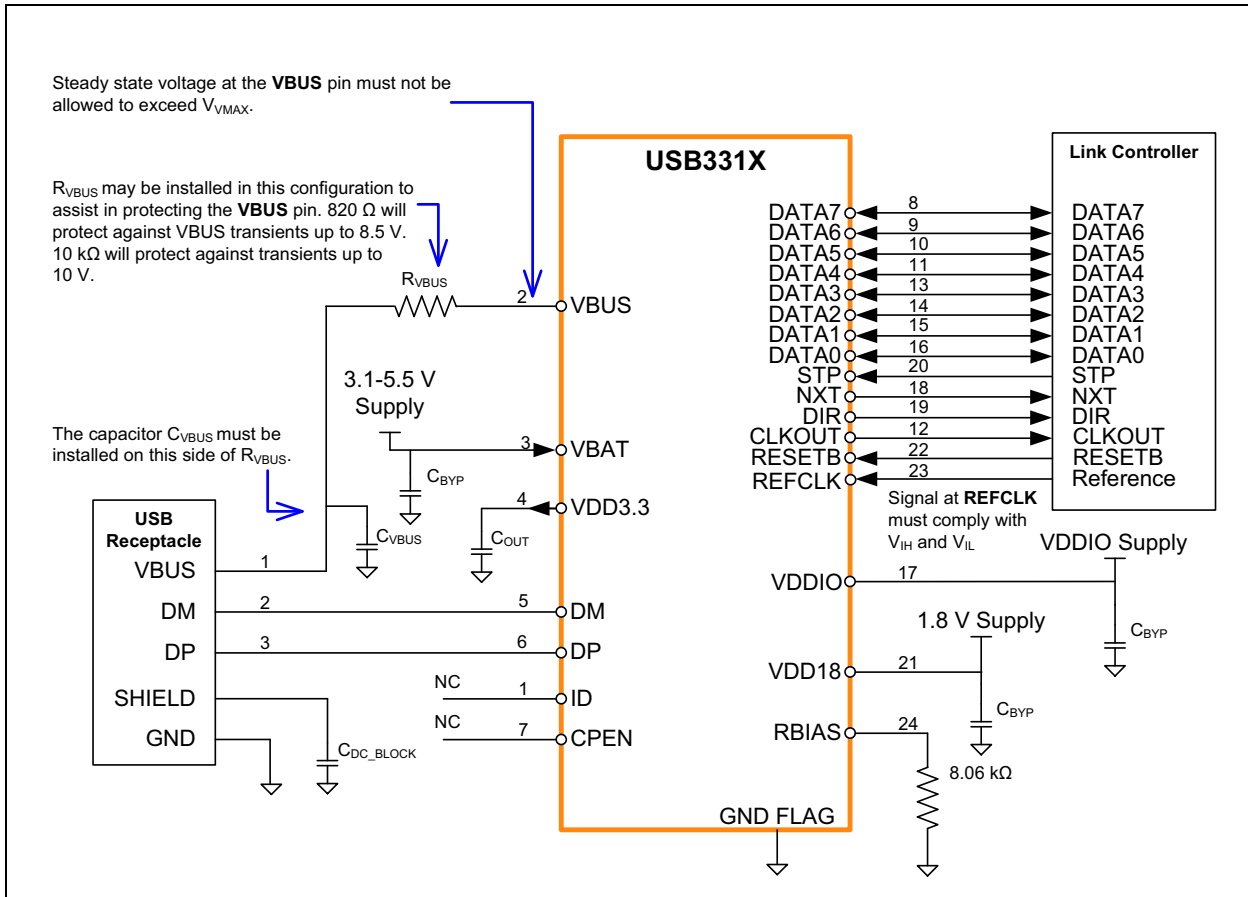 Steady state voltage at the VBUS pin must not be
allowed to exceed VVMAX.
RVBUS may be installed in this configuration to
assist in protecting the VBUS pin. 820 Ω will
protect against VBUS transients up to 8.5 V.
10 kΩ will protect against transients up to
10 V.
RVBUS
2
VBUS
3.1-5.5 V
Supply
3
VBAT
CBYP
The capacitor CVBUS must be
installed on this side of RVBUS.
4
VDD3.3
COUT
CVBUS
USB
Receptacle
VBUS
1
DM
2
5
DM
DP
3
6
DP
SHIELD
NC
1
ID
GND
NC
7
CPEN
CDC_BLOCK
USB331X
Link Controller
DATA7
8
DATA7
DATA6
9
DATA6
DATA5
10
DATA5
DATA4
11
DATA4
DATA3
13
DATA3
DATA2
14
DATA2
DATA1
15
DATA1
DATA0
16
DATA0
STP
20
STP
NXT
18
NXT
DIR
19
DIR
CLKOUT
12
CLKOUT
RESETB
22
RESETB
REFCLK
23
Reference
Signal at REFCLK
must comply with
VIH and VIL
VDDIO Supply
VDDIO
17
CBYP
1.8 V Supply
VDD18
21
CBYP
RBIAS
24
8.06 kΩ
GND FLAG